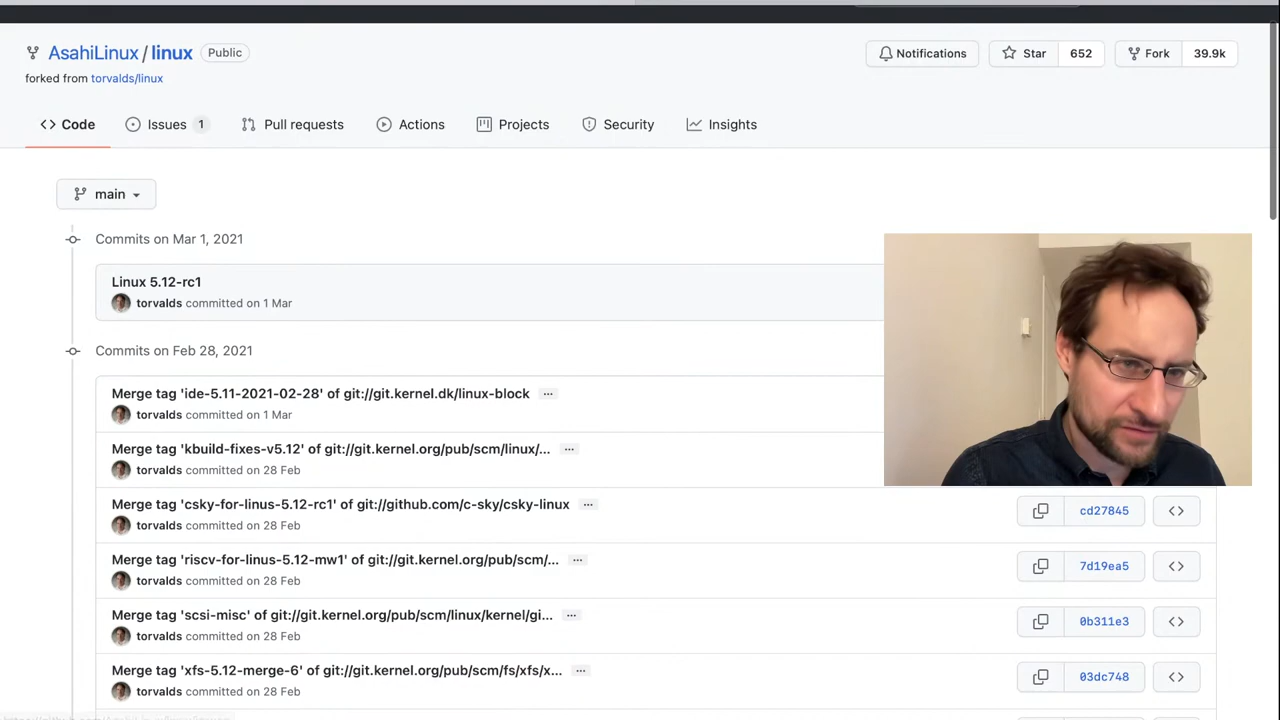 AsahiLinux / linux Public
Notifications Star 652 Fork 39.9k
forked from torvalds/linux
Code Issues 1 Pull requests Actions Projects Security Insights
main
Commits on Mar 1, 2021
Linux 5.12-rc1
torvalds committed on 1 Mar
Commits on Feb 28, 2021
Merge tag 'ide-5.11-2021-02-28' of git://git.kernel.dk/linux-block ...
torvalds committed on 1 Mar
Merge tag 'kbuild-fixes-v5.12' of git://git.kernel.org/pub/scm/linux/... ...
torvalds committed on 28 Feb
Merge tag 'csky-for-linus-5.12-rc1' of git://github.com/c-sky/csky-linux ...
cd27845
torvalds committed on 28 Feb
Merge tag 'riscv-for-linus-5.12-mw1' of git://git.kernel.org/pub/scm/... ...
7d19ea5
torvalds committed on 28 Feb
Merge tag 'scsi-misc' of git://git.kernel.org/pub/scm/linux/kernel/gi... ...
0b311e3
torvalds committed on 28 Feb
Merge tag 'xfs-5.12-merge-6' of git://git.kernel.org/pub/scm/fs/xfs/x... ...
03dc748
torvalds committed on 28 Feb